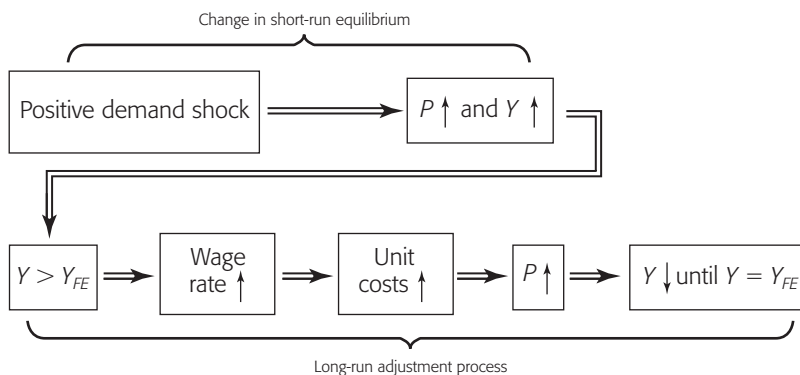 Change in short-run equilibrium
Positive demand shock
P ↑ and Y ↑
Y > Y_FE
Wage
rate ↑
Unit
costs ↑
P ↑
Y ↓ until Y = Y_FE
Long-run adjustment process